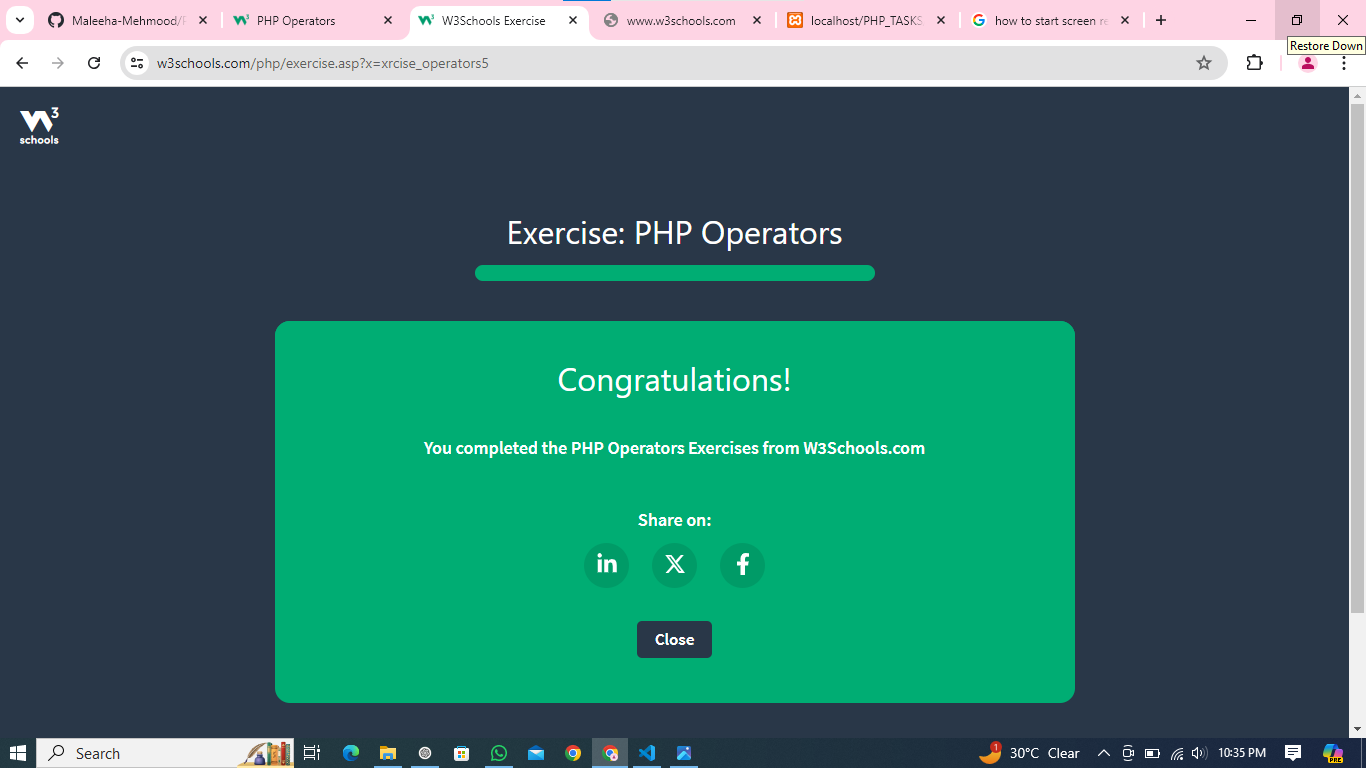 Maleeha-Mehmood/P
PHP Operators
W3Schools Exercise
www.w3schools.com
localhost/PHP_TASKS
how to start screen re
Restore Down
w3schools.com/php/exercise.asp?x=xrcise_operators5
W3
schools
Exercise: PHP Operators
Congratulations!
You completed the PHP Operators Exercises from W3Schools.com
Share on:
in
X
f
Close
Search
1
30°C Clear
10:35 PM
PRE